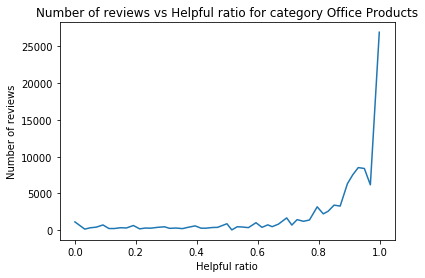 Number of reviews vs Helpful ratio for category Office Products
25000
20000
15000
10000
5000
0
Number of reviews
0.0 0.2 0.4 0.6 0.8 1.0
Helpful ratio